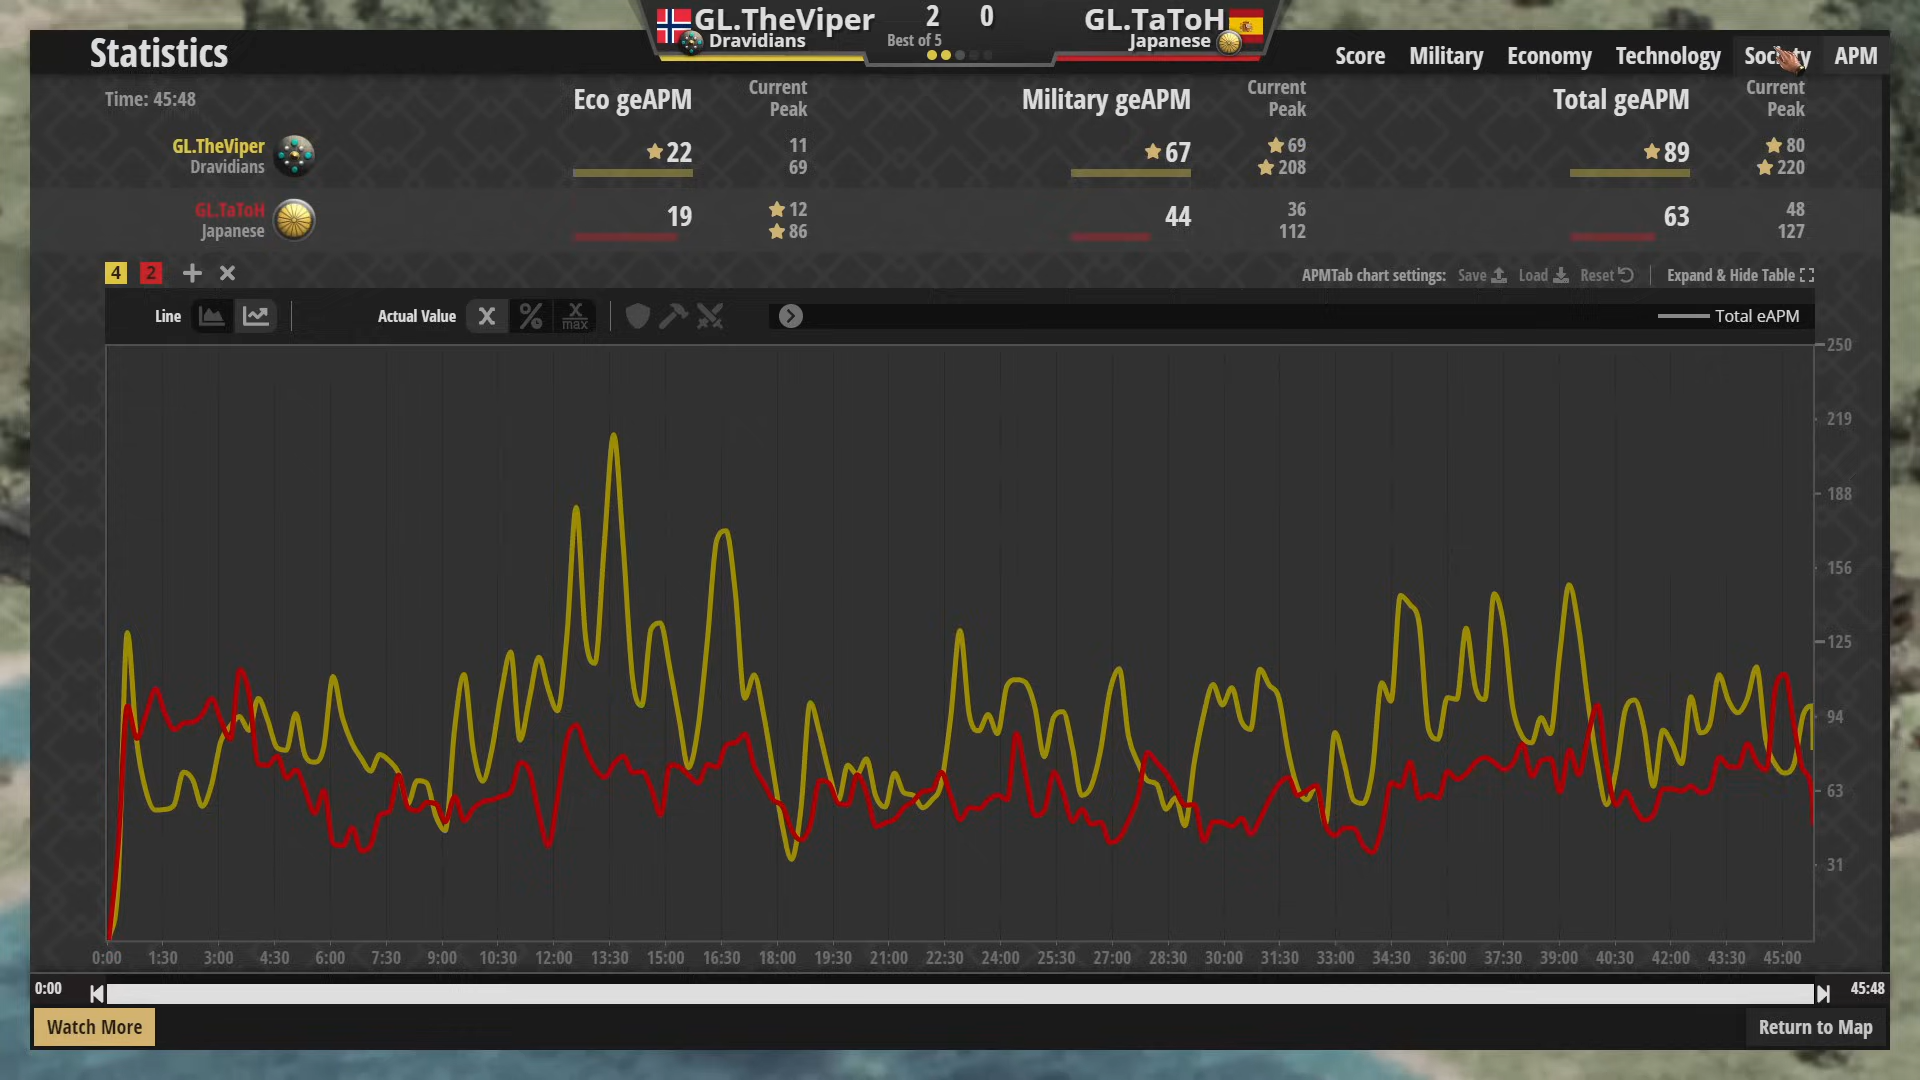 GL.TheViper 2 0 GL.TaToH
Dravidians Best of 5 Japanese
Statistics
Score Military Economy Technology Society APM
Time: 45:48
Eco geAPM Current Peak Military geAPM Current Peak Total geAPM Current Peak
GL.TheViper 22 11 67 69 89 80
Dravidians 69 208 220
GL.TaToH 19 12 44 36 63 48
Japanese 86 112 127
4 2
APMTab chart settings: Save Load Reset Expand & Hide Table
Line Actual Value X % X max Total eAPM
250
219
188
156
125
94
63
31
0:00 1:30 3:00 4:30 6:00 7:30 9:00 10:30 12:00 13:30 15:00 16:30 18:00 19:30 21:00 22:30 24:00 25:30 27:00 28:30 30:00 31:30 33:00 34:30 36:00 37:30 39:00 40:30 42:00 43:30 45:00
0:00 45:48
Watch More Return to Map